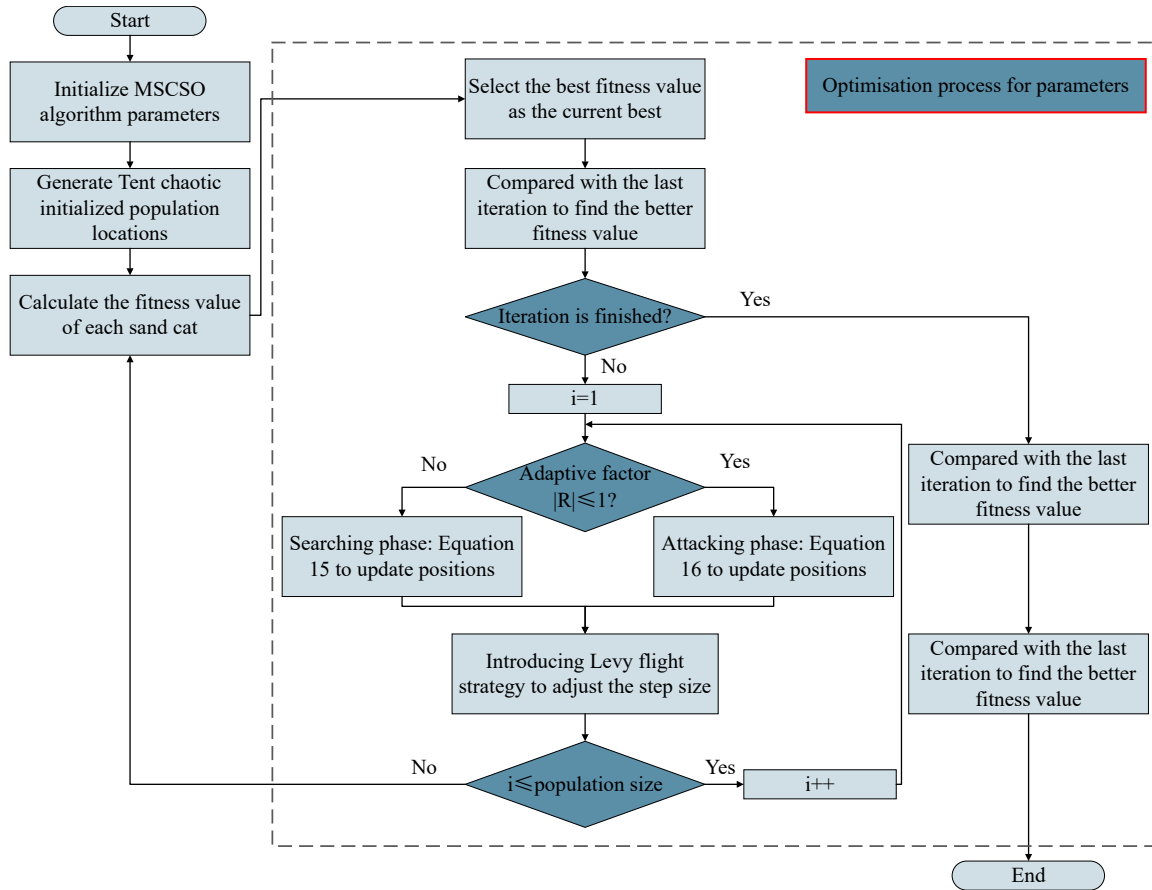 Start
Initialize MSCSO
algorithm parameters
Generate Tent chaotic
initialized population
locations
Calculate the fitness value
of each sand cat
Optimisation process for parameters
Select the best fitness value
as the current best
Compared with the last
iteration to find the better
fitness value
Iteration is finished?
Yes
No
i=1
Adaptive factor
|R|≤1?
No
Yes
Searching phase: Equation
15 to update positions
Attacking phase: Equation
16 to update positions
Introducing Levy flight
strategy to adjust the step size
i≤population size
No
Yes
i++
Compared with the last
iteration to find the better
fitness value
Compared with the last
iteration to find the better
fitness value
End